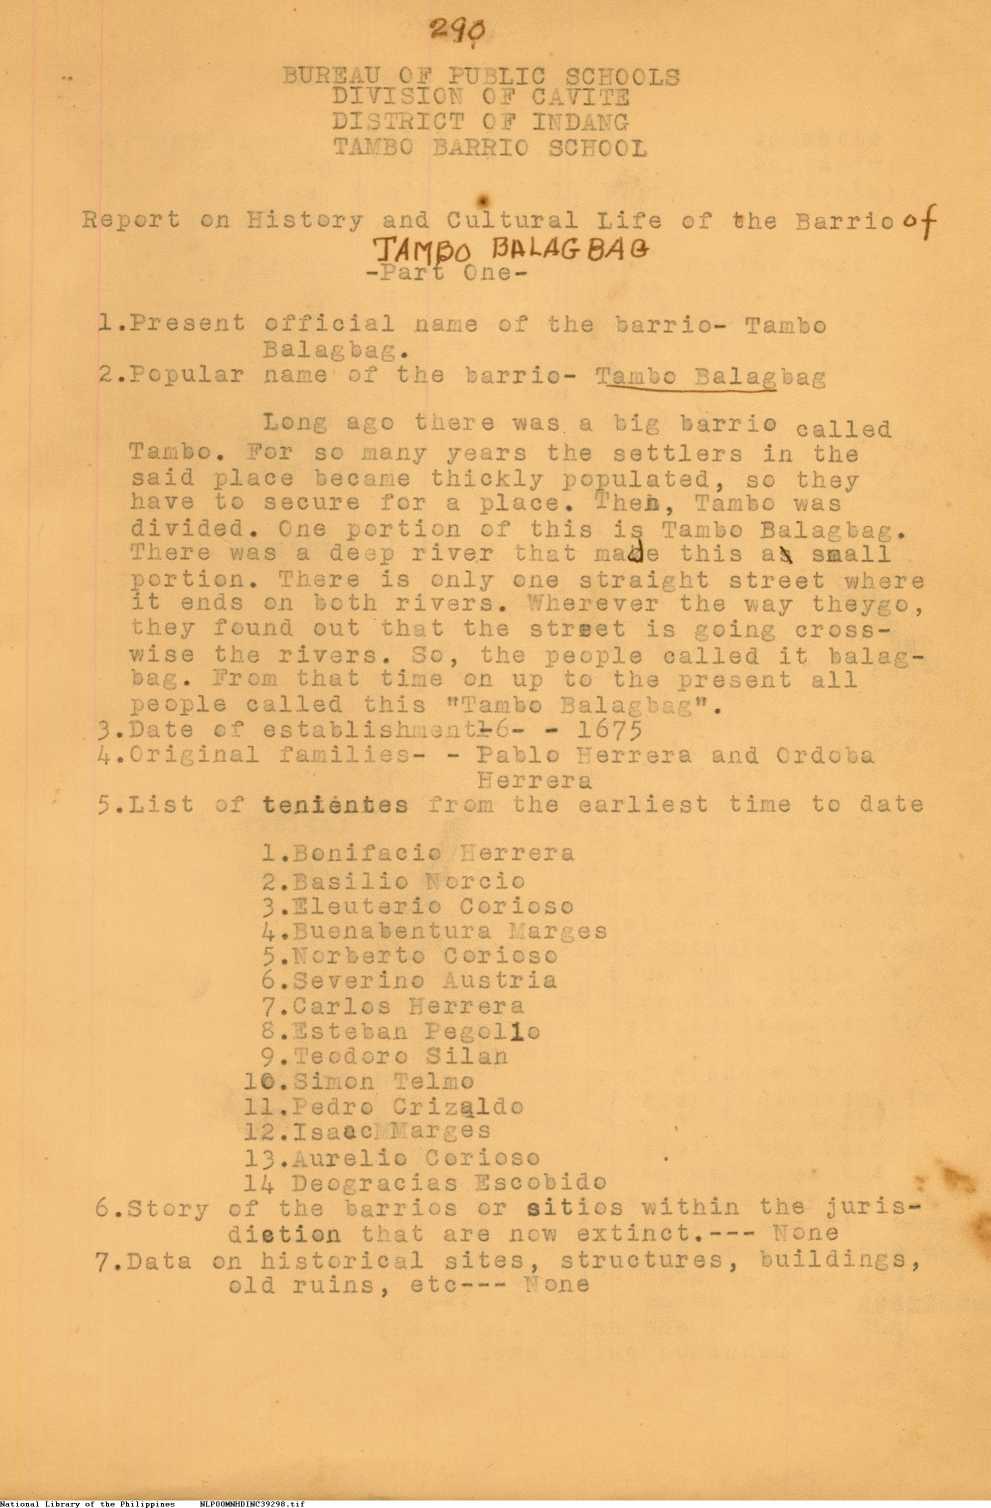 290
BUREAU OF PUBLIC SCHOOLS
DIVISION OF CAVITE
DISTRICT OF INDANG
TAMBO BARRIO SCHOOL
Report on History and Cultural Life of the Barrio of
TAMBO BALAGBAG
-Part One-
1.Present official name of the barrio- Tambo
Balagbag.
2.Popular name of the barrio- Tambo Balagbag
Long ago there was a big barrio called
Tambo. For so many years the settlers in the
said place became thickly populated, so they
have to secure for a place. Then, Tambo was
divided. One portion of this is Tambo Balagbag.
There was a deep river that made this a small
portion. There is only one straight street where
it ends on both rivers. Wherever the way theygo,
they found out that the street is going cross-
wise the rivers. So, the people called it balag-
bag. From that time on up to the present all
people called this "Tambo Balagbag".
3.Date of establishment-6- - 1675
4.Original families- - Pablo Herrera and Ordoba
Herrera
5.List of tenientes from the earliest time to date
1.Bonifacio Herrera
2.Basilio Norcio
3.Eleuterio Corioso
4.Buenabentura Marges
5.Norberto Corioso
6.Severino Austria
7.Carlos Herrera
8.Esteban Pegollo
9.Teodoro Silan
10.Simon Telmo
11.Pedro Crizaldo
12.Isaac Marges
13.Aurelio Corioso
14 Deogracias Escobido
6.Story of the barrios or sitios within the juris-
diction that are now extinct.--- None
7.Data on historical sites, structures, buildings,
old ruins, etc--- None
National Library of the Philippines NLP00MNHDINC39298.tif